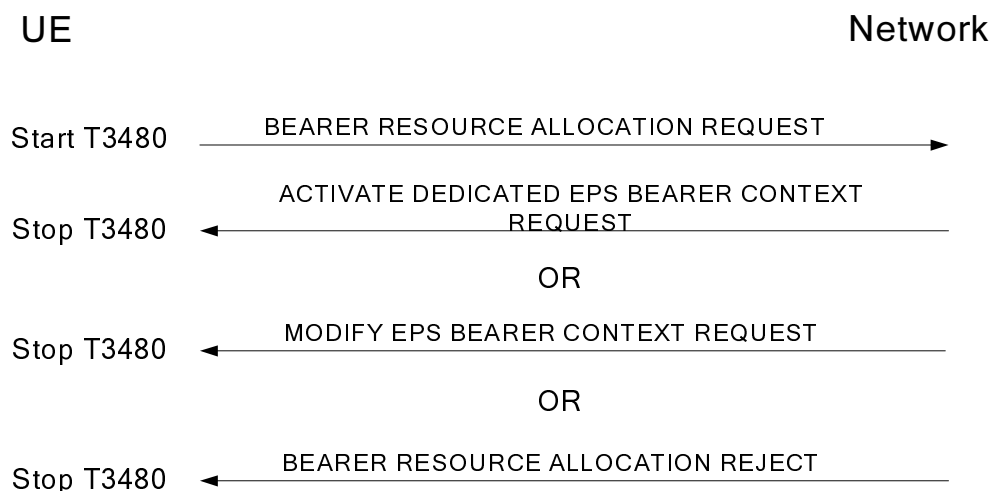 UE Network
Start T3480 BEARER RESOURCE ALLOCATION REQUEST
ACTIVATE DEDICATED EPS BEARER CONTEXT
Stop T3480 REQUEST
OR
Stop T3480 MODIFY EPS BEARER CONTEXT REQUEST
OR
Stop T3480 BEARER RESOURCE ALLOCATION REJECT